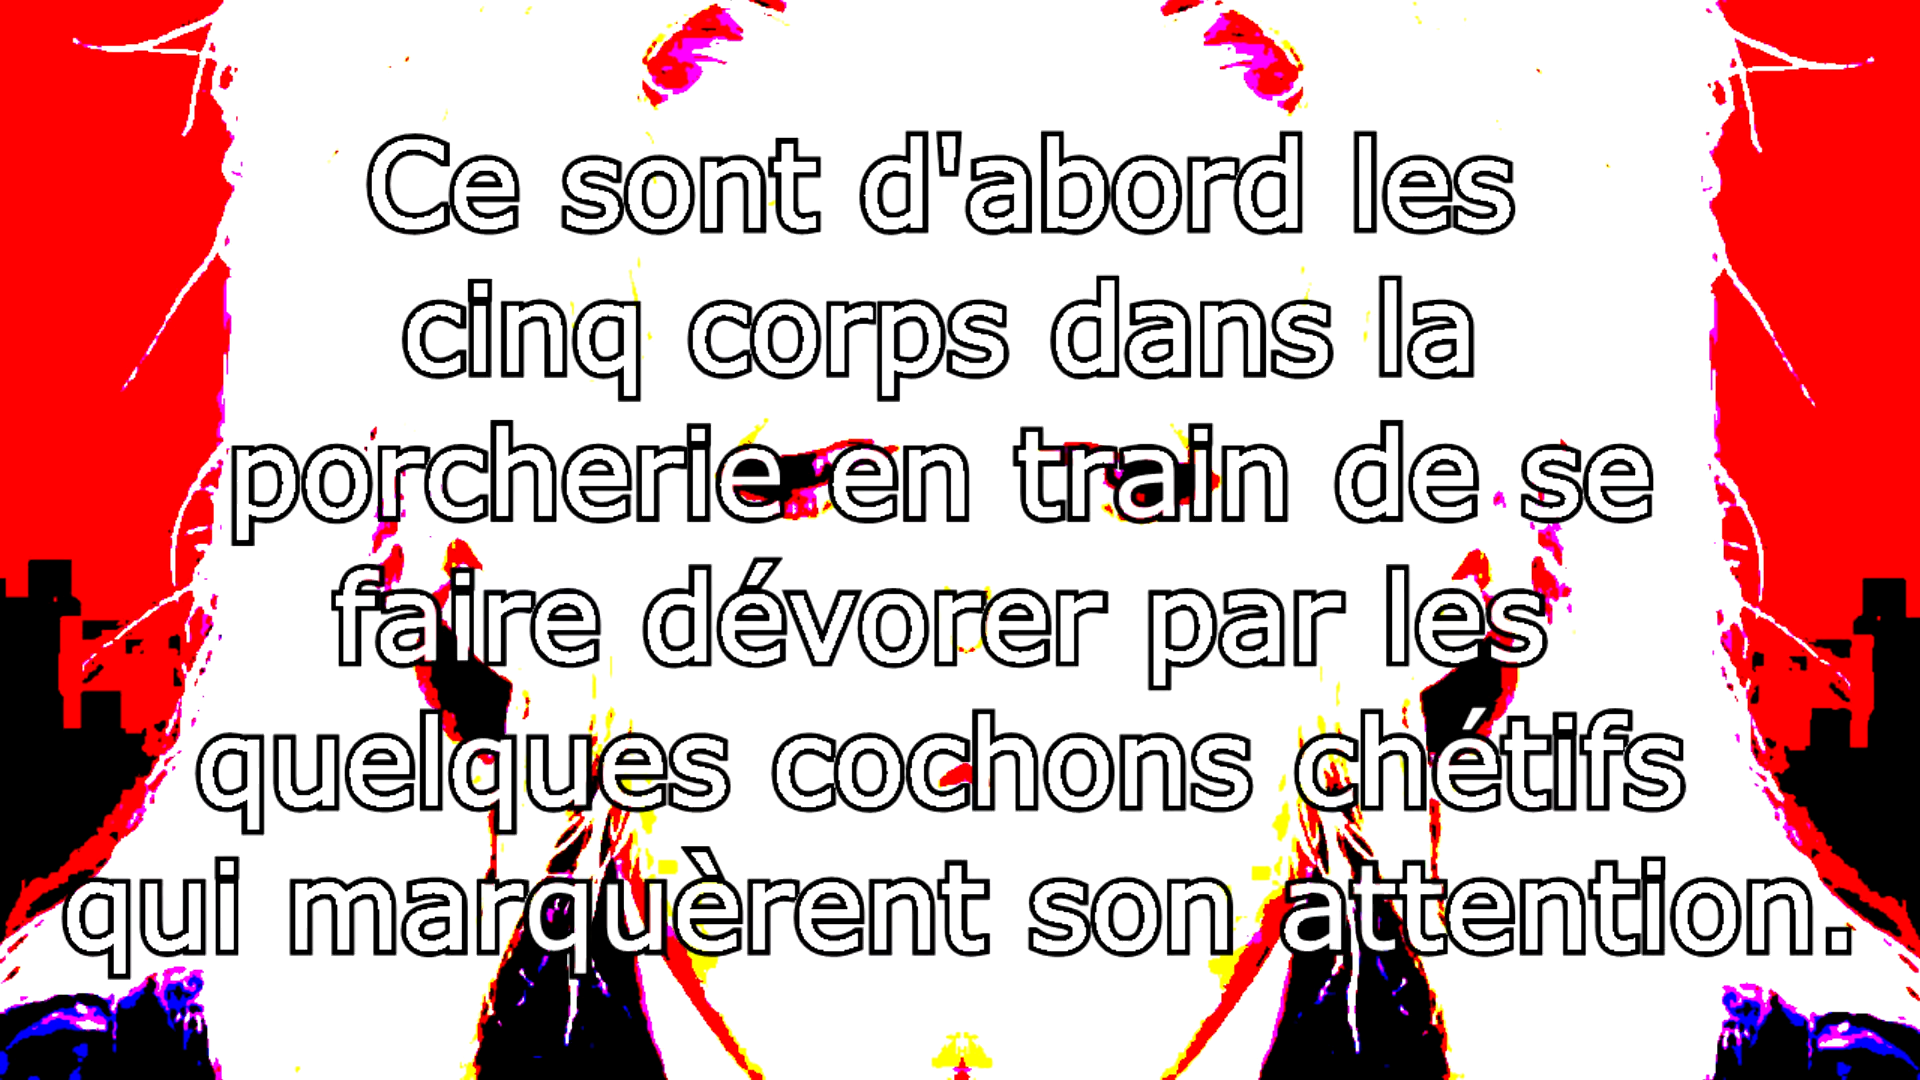 Ce sont d'abord les
cinq corps dans la
porcherie en train de se
faire dévorer par les
quelques cochons chétifs
qui marquèrent son attention.